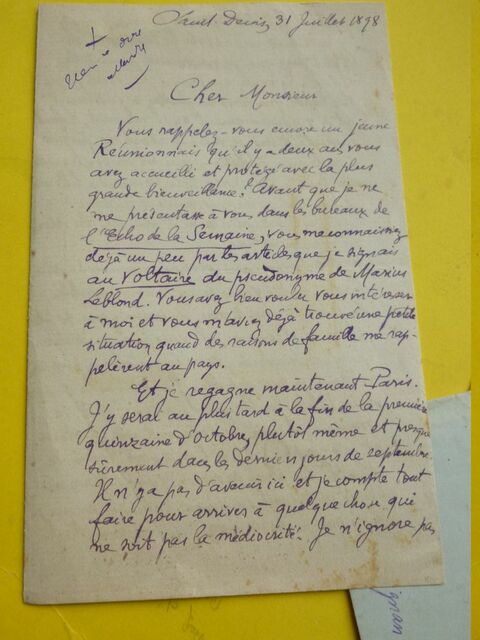 Saint-Denis, 31 Juillet 1898
Cher Monsieur
Vous rappelez-vous encore un jeune
Réunionnais qu'il y a deux ans vous
avez accueilli et protégé avec la plus
grande bienveillance? Avant que je ne
me présentasse à vous dans les bureaux de
l'Echo de la Semaine, vous me connaissiez
déjà un peu par les articles que je signais
au Voltaire du pseudonyme de Marius
Leblond. Vous avez bien voulu vous intéresser
à moi et vous m'aviez déjà trouvé une petite
situation quand des raisons de famille me rap-
pelèrent au pays.
Et je regagne maintenant Paris.
J'y serai au plus tard à la fin de la première
quinzaine d'octobre, plutôt même et presque
sûrement dans les derniers jours de septembre.
Il n'y a pas d'avenir ici et je compte tout
faire pour arriver à quelque chose qui
ne soit pas la médiocrité. Je n'ignore pas